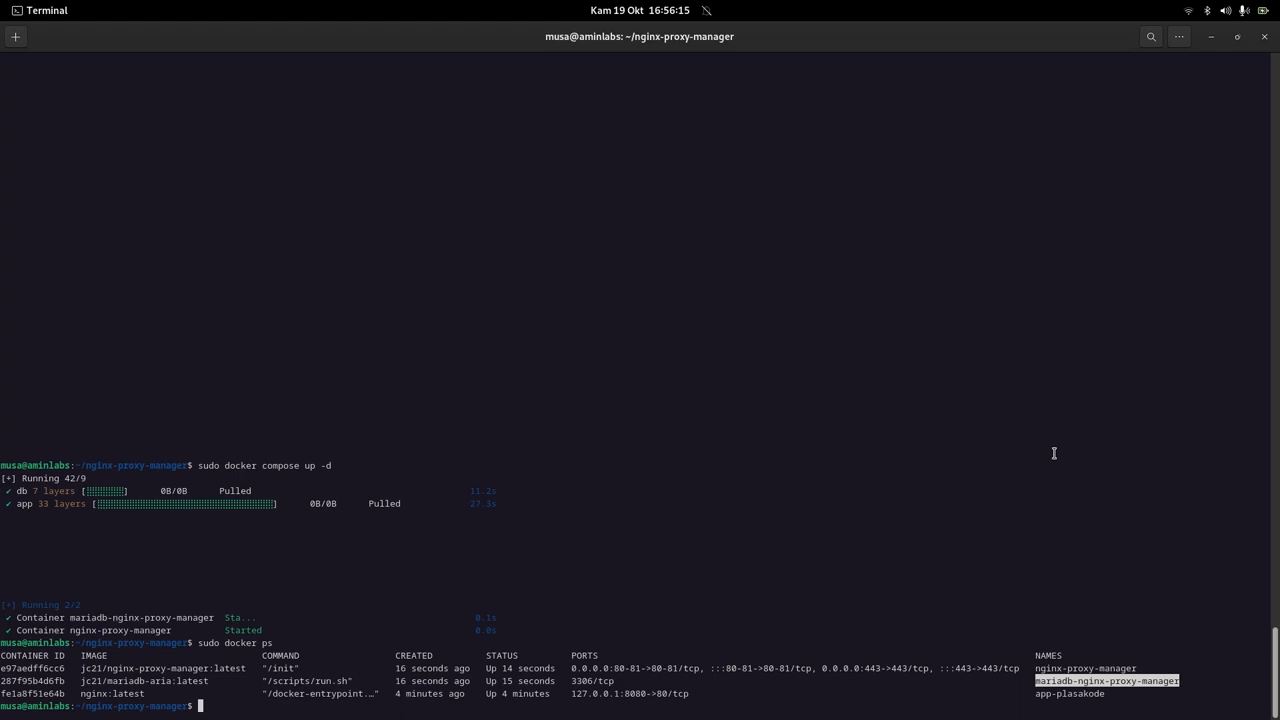 Terminal
Kam 19 Okt 16:56:15
musa@aminlabs: ~/nginx-proxy-manager
musa@aminlabs:~/nginx-proxy-manager$ sudo docker compose up -d
[+] Running 42/9
✔ db 7 layers [⣿⣿⣿⣿⣿⣿⣿] 0B/0B Pulled 11.2s
✔ app 33 layers [⣿⣿⣿⣿⣿⣿⣿⣿⣿⣿⣿⣿⣿⣿⣿⣿⣿⣿⣿⣿⣿⣿⣿⣿⣿⣿⣿⣿⣿⣿⣿⣿⣿] 0B/0B Pulled 27.3s
[+] Running 2/2
✔ Container mariadb-nginx-proxy-manager Sta... 0.1s
✔ Container nginx-proxy-manager Started 0.0s
musa@aminlabs:~/nginx-proxy-manager$ sudo docker ps
CONTAINER ID IMAGE COMMAND CREATED STATUS PORTS NAMES
e97aedff6cc6 jc21/nginx-proxy-manager:latest "/init" 16 seconds ago Up 14 seconds 0.0.0.0:80-81->80-81/tcp, :::80-81->80-81/tcp, 0.0.0.0:443->443/tcp, :::443->443/tcp nginx-proxy-manager
287f95b4d6fb jc21/mariadb-aria:latest "/scripts/run.sh" 16 seconds ago Up 15 seconds 3306/tcp mariadb-nginx-proxy-manager
fe1a8f51e64b nginx:latest "/docker-entrypoint.…" 4 minutes ago Up 4 minutes 127.0.0.1:8080->80/tcp app-plasakode
musa@aminlabs:~/nginx-proxy-manager$